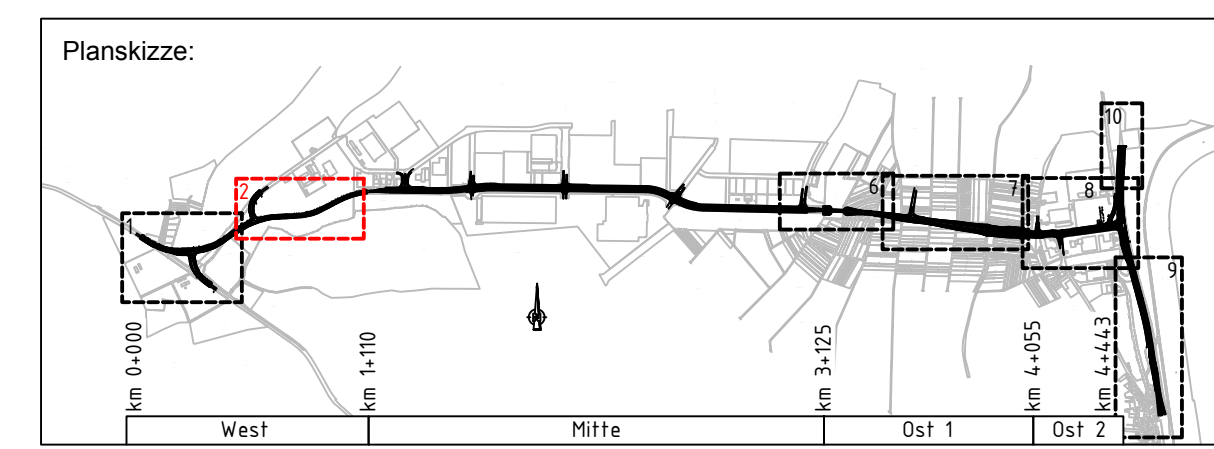 Planskizze:
10
1
2
6
7
8
9
km 0+000
km 1+110
km 3+125
km 4+055
km 4+443
West
Mitte
Ost 1
Ost 2